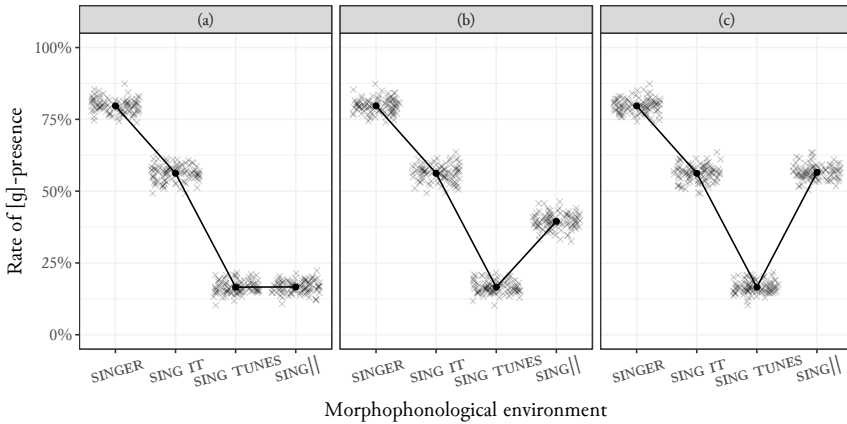 (a) (b) (c)
100%
75%
50%
25%
0%
Rate of [g]-presence
SINGER SING IT SING TUNES SING|| SINGER SING IT SING TUNES SING|| SINGER SING IT SING TUNES SING||
Morphophonological environment